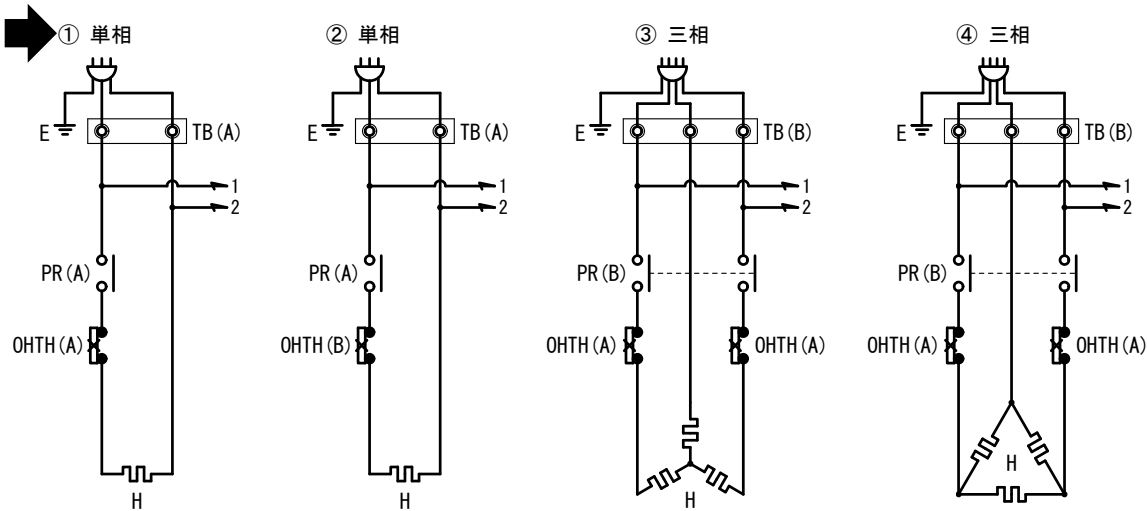 ① 単相
② 単相
③ 三相
④ 三相
E
TB(A)
E
TB(A)
E
TB(B)
E
TB(B)
1
2
1
2
1
2
1
2
PR(A)
PR(A)
PR(B)
PR(B)
OHTH(A)
OHTH(B)
OHTH(A)
OHTH(A)
OHTH(A)
OHTH(A)
H
H
H
H